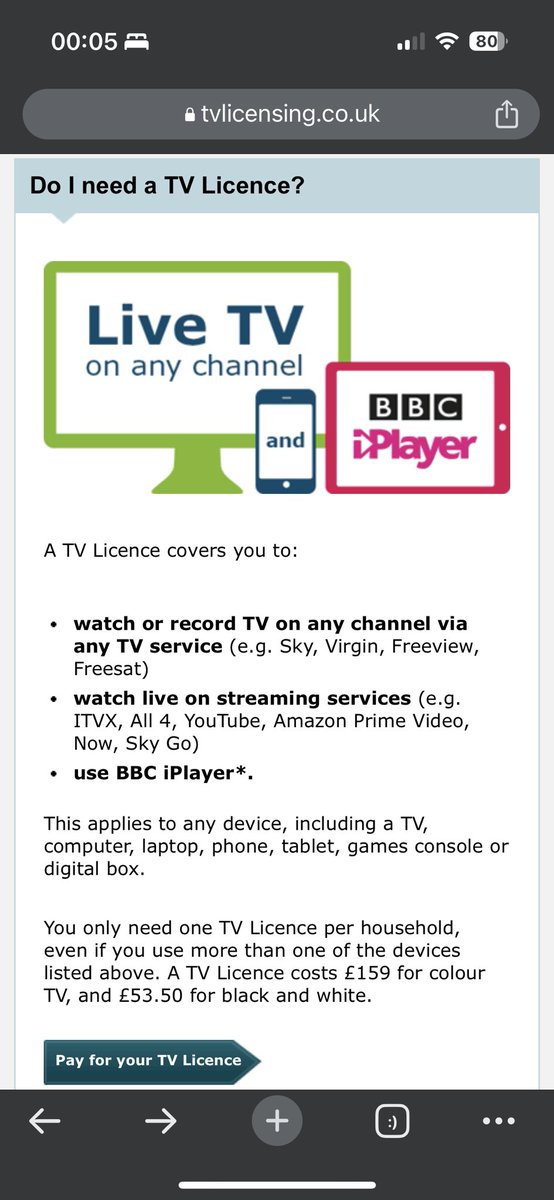 00:05
80
tvlicensing.co.uk
Do I need a TV Licence?
Live TV
on any channel
and
BBC
iPlayer
A TV Licence covers you to:
• watch or record TV on any channel via
any TV service (e.g. Sky, Virgin, Freeview,
Freesat)
• watch live on streaming services (e.g.
ITVX, All 4, YouTube, Amazon Prime Video,
Now, Sky Go)
• use BBC iPlayer*.
This applies to any device, including a TV,
computer, laptop, phone, tablet, games console or
digital box.
You only need one TV Licence per household,
even if you use more than one of the devices
listed above. A TV Licence costs £159 for colour
TV, and £53.50 for black and white.
Pay for your TV Licence
:)